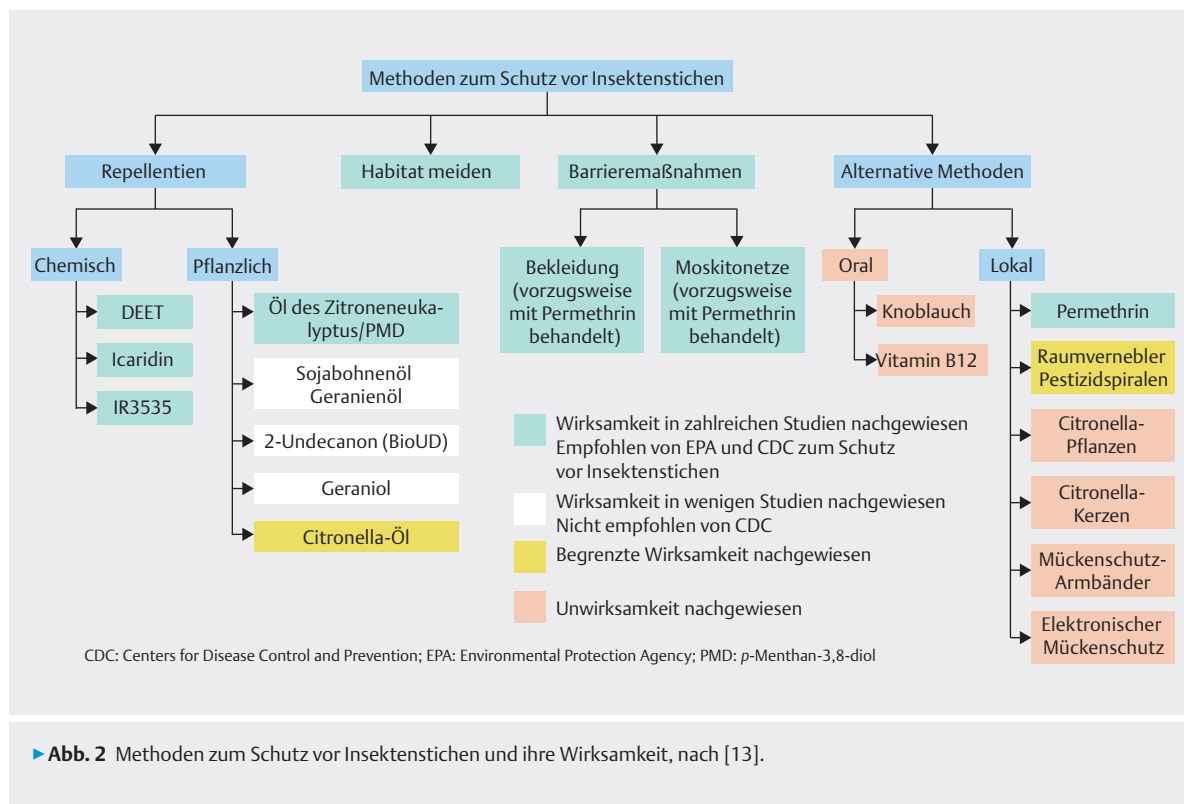 Methoden zum Schutz vor Insektenstichen
Repellentien
Habitat meiden
Barrieremaßnahmen
Alternative Methoden
Chemisch
Pflanzlich
DEET
Icaridin
IR3535
Öl des Zitroneneuka-
lyptus/PMD
Sojabohnenöl
Geranienöl
2-Undecanon (BioUD)
Geraniol
Citronella-Öl
Bekleidung
(vorzugsweise
mit Permethrin
behandelt)
Moskitonetze
(vorzugsweise
mit Permethrin
behandelt)
Oral
Lokal
Knoblauch
Vitamin B12
Permethrin
Raumvernebler
Pestizidspiralen
Citronella-
Pflanzen
Citronella-
Kerzen
Mückenschutz-
Armbänder
Elektronischer
Mückenschutz
Wirksamkeit in zahlreichen Studien nachgewiesen
Empfohlen von EPA und CDC zum Schutz
vor Insektenstichen
Wirksamkeit in wenigen Studien nachgewiesen
Nicht empfohlen von CDC
Begrenzte Wirksamkeit nachgewiesen
Unwirksamkeit nachgewiesen
CDC: Centers for Disease Control and Prevention; EPA: Environmental Protection Agency; PMD: p-Menthan-3,8-diol
▶ Abb. 2 Methoden zum Schutz vor Insektenstichen und ihre Wirksamkeit, nach [13].